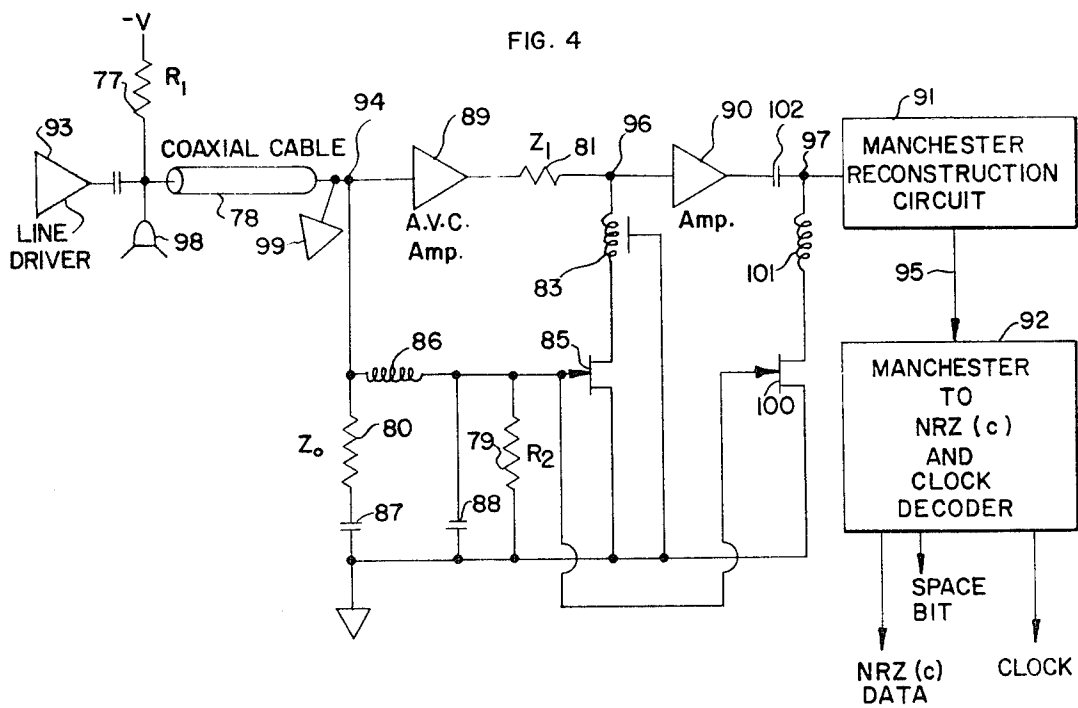 FIG. 4
-V
77
R1
93
94
89
Z1
81
96
90
102
97
91
COAXIAL CABLE
MANCHESTER
RECONSTRUCTION
CIRCUIT
LINE
DRIVER
98
78
99
A.V.C.
Amp.
Amp.
83
101
95
86
85
100
92
MANCHESTER
TO
NRZ (c)
AND
CLOCK
DECODER
Zo
80
79
R2
87
88
SPACE
BIT
NRZ (c)
DATA
CLOCK